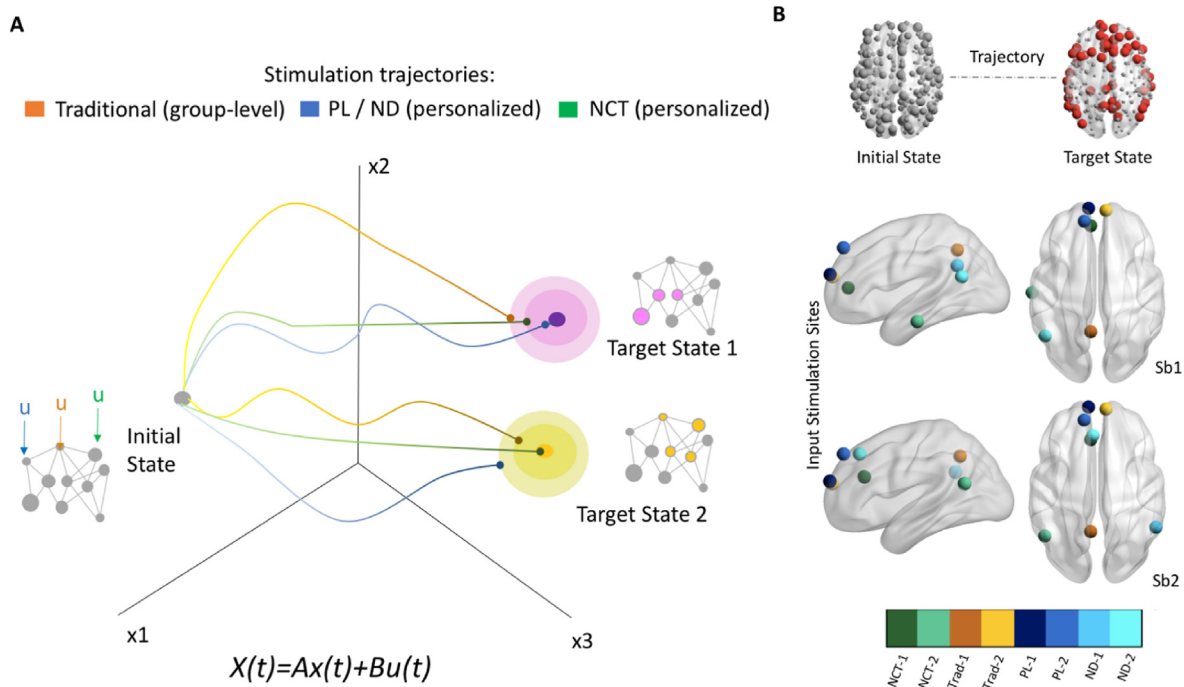 A
Stimulation trajectories:
Traditional (group-level) PL / ND (personalized) NCT (personalized)
x2
Target State 1
u u u
Initial
State
Target State 2
x1
x3
X(t)=Ax(t)+Bu(t)
B
Trajectory
Initial State Target State
Input Stimulation Sites
Sb1
Sb2
NCT-1
NCT-2
Trad-1
Trad-2
PL-1
PL-2
ND-1
ND-2